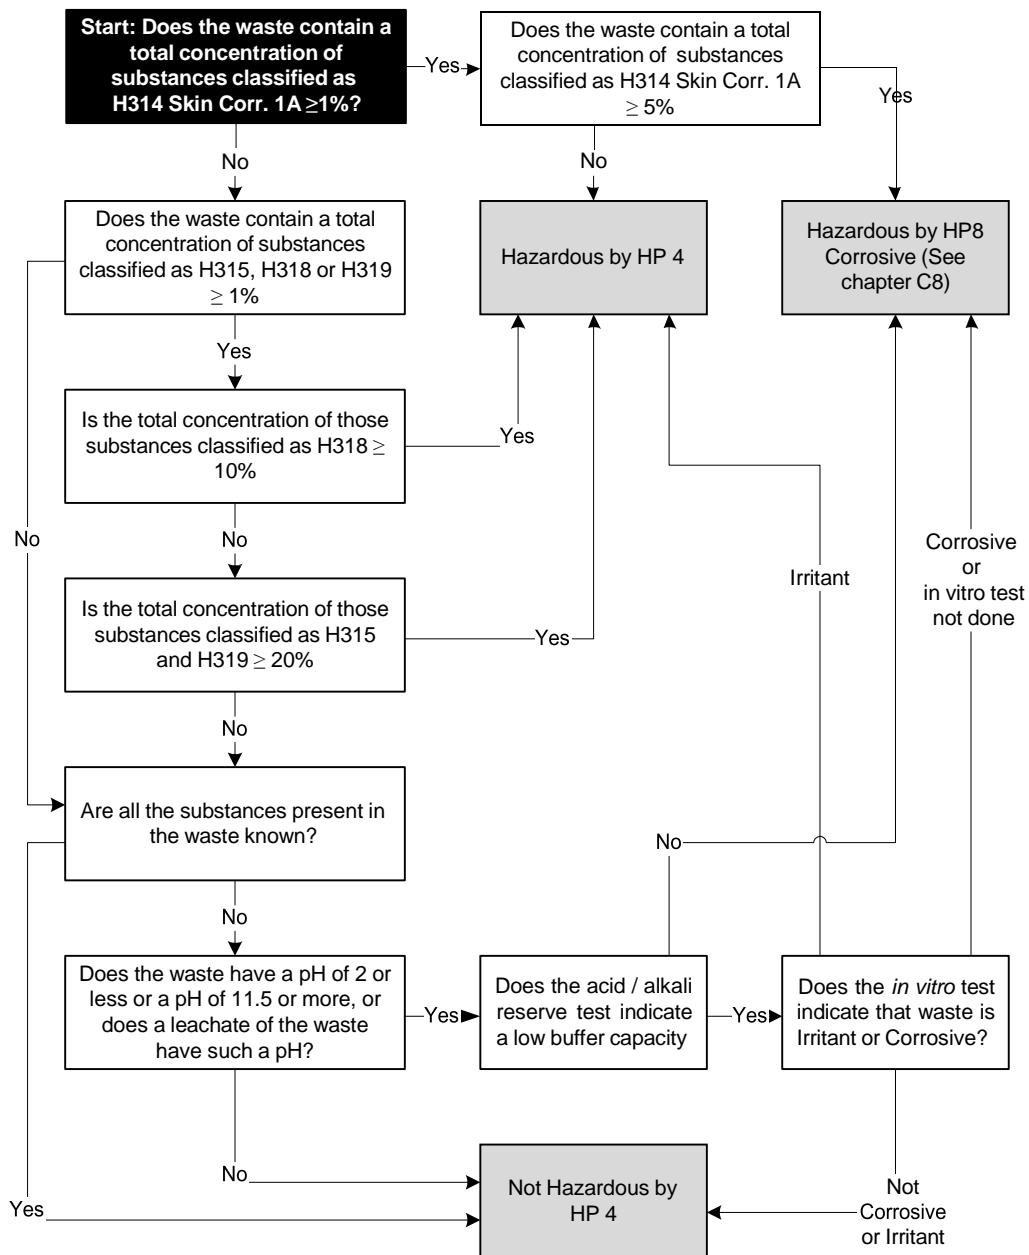 Start: Does the waste contain a
total concentration of
substances classified as
H314 Skin Corr. 1A ≥1%?
Yes
Does the waste contain a total
concentration of substances
classified as H314 Skin Corr. 1A
≥ 5%
Yes
No
No
Does the waste contain a total
concentration of substances
classified as H315, H318 or H319
≥ 1%
Hazardous by HP 4
Hazardous by HP8
Corrosive (See
chapter C8)
Yes
Is the total concentration of those
substances classified as H318 ≥
10%
Yes
No
No
Corrosive
or
in vitro test
not done
Irritant
Is the total concentration of those
substances classified as H315
and H319 ≥ 20%
Yes
No
Are all the substances present in
the waste known?
No
No
Does the waste have a pH of 2 or
less or a pH of 11.5 or more, or
does a leachate of the waste
have such a pH?
Yes
Does the acid / alkali
reserve test indicate
a low buffer capacity
Yes
Does the in vitro test
indicate that waste is
Irritant or Corrosive?
No
Yes
Not Hazardous by
HP 4
Not
Corrosive
or Irritant